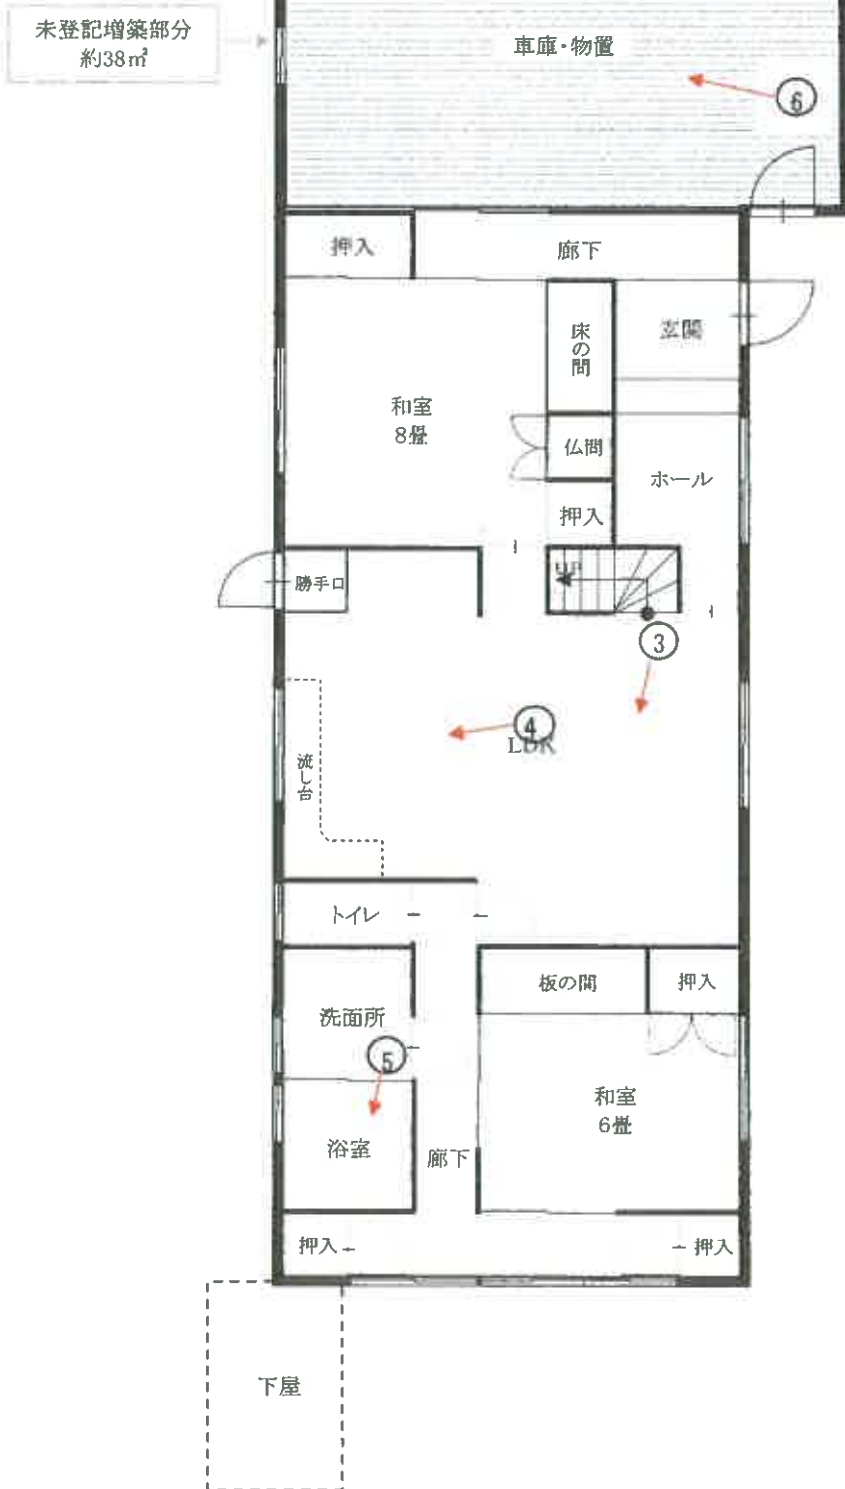 未登記増築部分
約38㎡
車庫・物置
⑥
押入
廊下
床の間
玄関
和室
8畳
仏間
ホール
押入
UP
勝手口
③
④
LDK
流し台
トイレ
板の間
押入
洗面所
⑤
和室
6畳
浴室
廊下
押入
押入
下屋